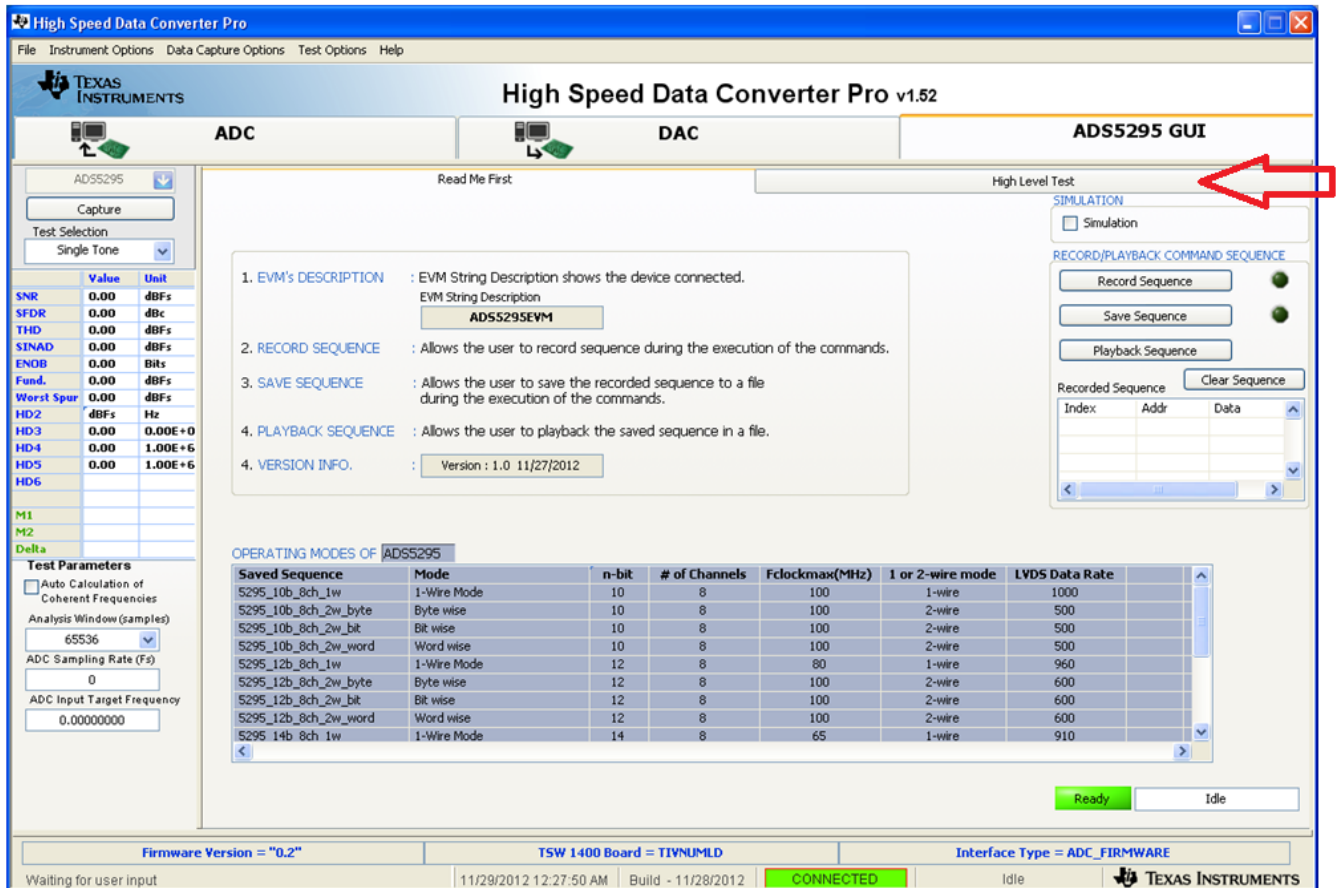 High Speed Data Converter Pro
File Instrument Options Data Capture Options Test Options Help
TEXAS INSTRUMENTS
High Speed Data Converter Pro v1.52
ADC
DAC
ADS5295 GUI
ADS5295
Capture
Test Selection
Single Tone
Value Unit
SNR 0.00 dBFs
SFDR 0.00 dBc
THD 0.00 dBFs
SINAD 0.00 dBFs
ENOB 0.00 Bits
Fund. 0.00 dBFs
Worst Spur 0.00 dBFs
HD2 dBFs Hz
HD3 0.00 0.00E+0
HD4 0.00 1.00E+6
HD5 0.00 1.00E+6
HD6
M1
M2
Delta
Test Parameters
Auto Calculation of
Coherent Frequencies
Analysis Window (samples)
65536
ADC Sampling Rate (Fs)
0
ADC Input Target Frequency
0.00000000
Read Me First
High Level Test
1. EVM's DESCRIPTION : EVM String Description shows the device connected.
EVM String Description
ADS5295EVM
2. RECORD SEQUENCE : Allows the user to record sequence during the execution of the commands.
3. SAVE SEQUENCE : Allows the user to save the recorded sequence to a file
during the execution of the commands.
4. PLAYBACK SEQUENCE : Allows the user to playback the saved sequence in a file.
4. VERSION INFO. : Version : 1.0 11/27/2012
SIMULATION
Simulation
RECORD/PLAYBACK COMMAND SEQUENCE
Record Sequence
Save Sequence
Playback Sequence
Recorded Sequence
Clear Sequence
Index Addr Data
OPERATING MODES OF ADS5295
Saved Sequence Mode n-bit # of Channels Fclockmax(MHz) 1 or 2-wire mode LVDS Data Rate
5295_10b_8ch_1w 1-Wire Mode 10 8 100 1-wire 1000
5295_10b_8ch_2w_byte Byte wise 10 8 100 2-wire 500
5295_10b_8ch_2w_bit Bit wise 10 8 100 2-wire 500
5295_10b_8ch_2w_word Word wise 10 8 100 2-wire 500
5295_12b_8ch_1w 1-Wire Mode 12 8 80 1-wire 960
5295_12b_8ch_2w_byte Byte wise 12 8 100 2-wire 600
5295_12b_8ch_2w_bit Bit wise 12 8 100 2-wire 600
5295_12b_8ch_2w_word Word wise 12 8 100 2-wire 600
5295_14b_8ch_1w 1-Wire Mode 14 8 65 1-wire 910
Ready
Idle
Firmware Version = "0.2"
TSW 1400 Board = TIVNUMLD
Interface Type = ADC_FIRMWARE
Waiting for user input
11/29/2012 12:27:50 AM
Build - 11/28/2012
CONNECTED
Idle
TEXAS INSTRUMENTS